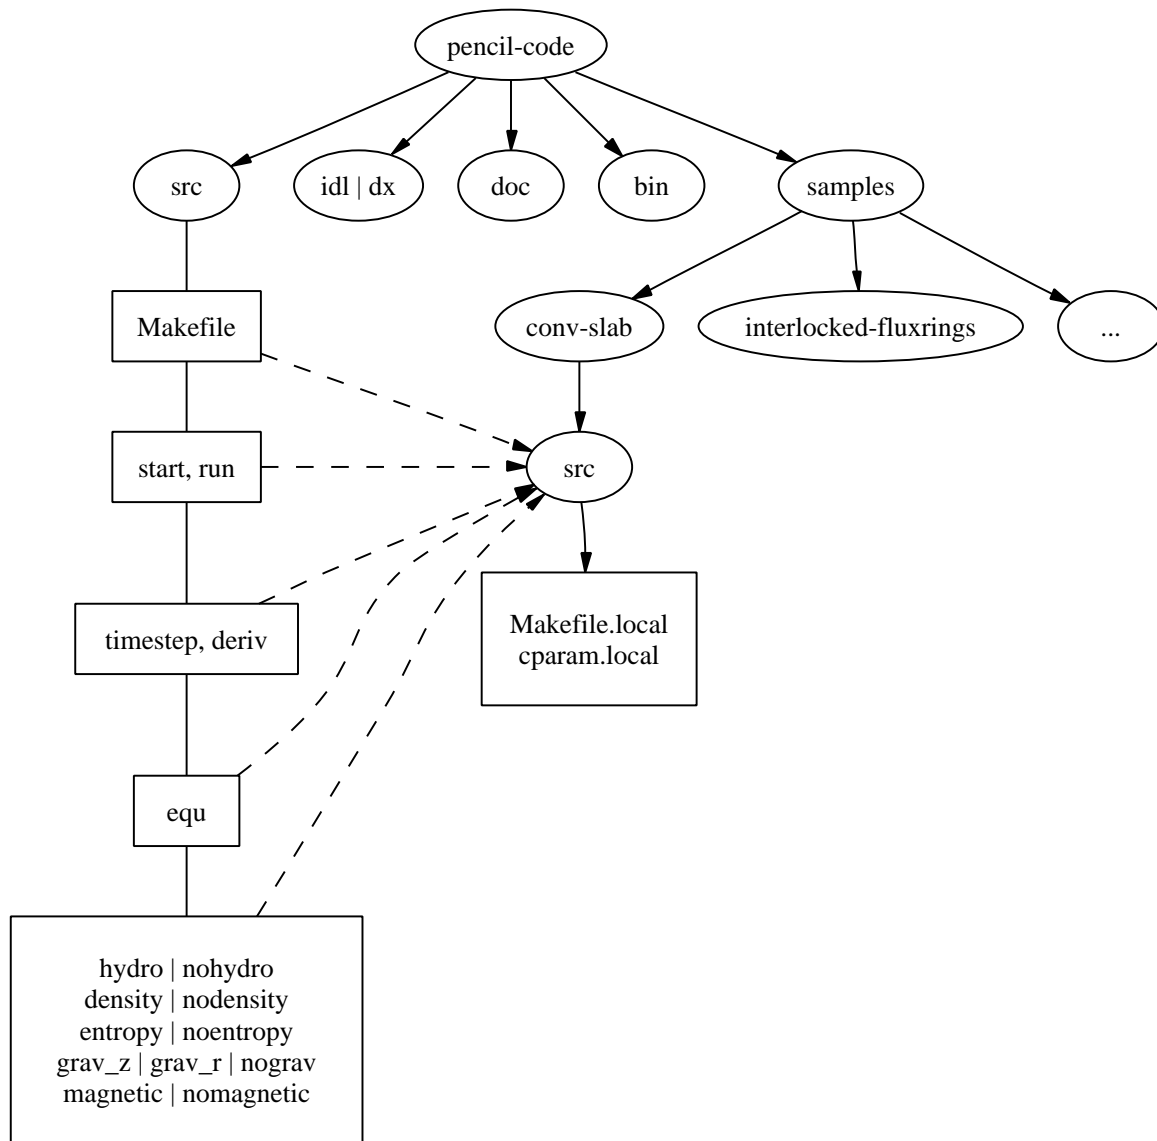 pencil-code
src
idl | dx
doc
bin
samples
Makefile
conv-slab
interlocked-fluxrings
...
start, run
src
timestep, deriv
Makefile.local
cparam.local
equ
hydro | nohydro
density | nodensity
entropy | noentropy
grav_z | grav_r | nograv
magnetic | nomagnetic